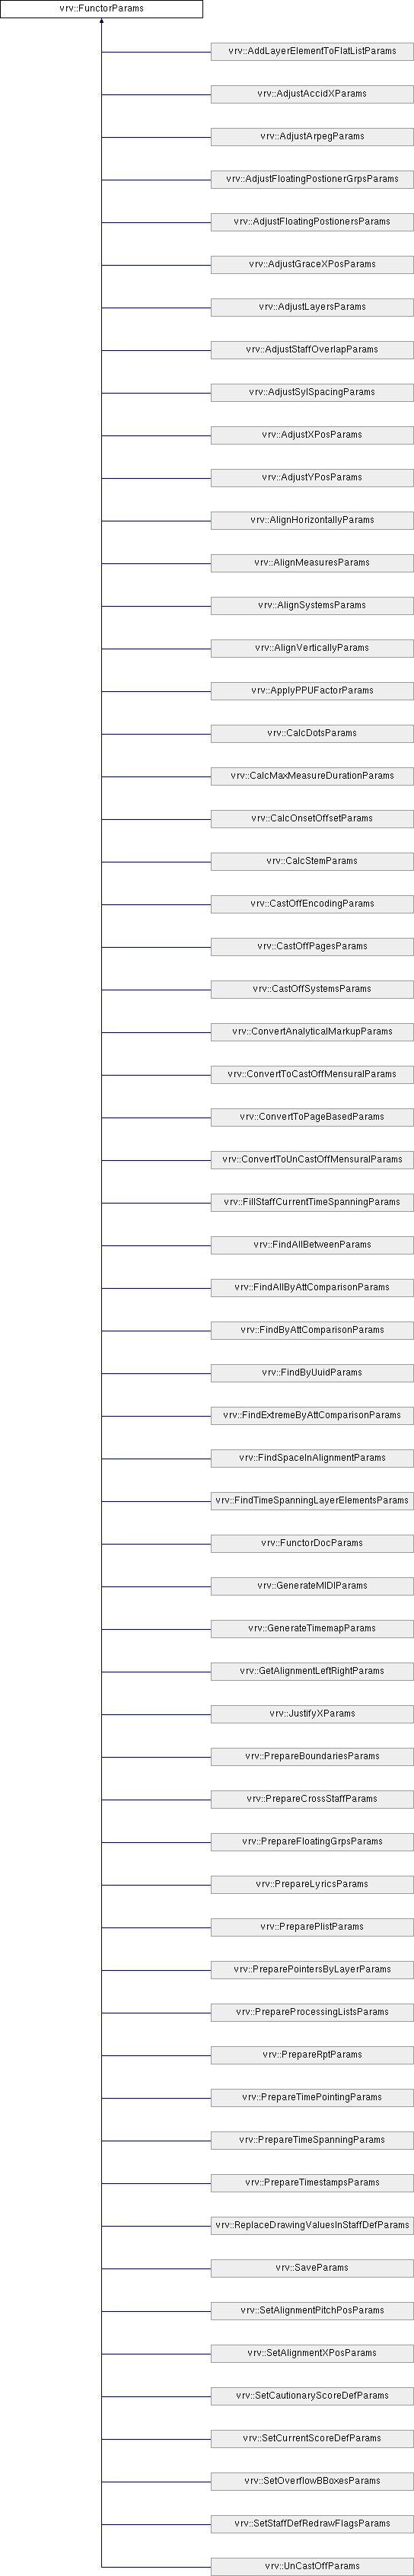 vrv::FunctorParams
vrv::AddLayerElementToFlatListParams
vrv::AdjustAccidXParams
vrv::AdjustArpegParams
vrv::AdjustFloatingPostionerGrpsParams
vrv::AdjustFloatingPostionersParams
vrv::AdjustGraceXPosParams
vrv::AdjustLayersParams
vrv::AdjustStaffOverlapParams
vrv::AdjustSylSpacingParams
vrv::AdjustXPosParams
vrv::AdjustYPosParams
vrv::AlignHorizontallyParams
vrv::AlignMeasuresParams
vrv::AlignSystemsParams
vrv::AlignVerticallyParams
vrv::ApplyPPUFactorParams
vrv::CalcDotsParams
vrv::CalcMaxMeasureDurationParams
vrv::CalcOnsetOffsetParams
vrv::CalcStemParams
vrv::CastOffEncodingParams
vrv::CastOffPagesParams
vrv::CastOffSystemsParams
vrv::ConvertAnalyticalMarkupParams
vrv::ConvertToCastOffMensuralParams
vrv::ConvertToPageBasedParams
vrv::ConvertToUnCastOffMensuralParams
vrv::FillStaffCurrentTimeSpanningParams
vrv::FindAllBetweenParams
vrv::FindAllByAttComparisonParams
vrv::FindByAttComparisonParams
vrv::FindByUuidParams
vrv::FindExtremeByAttComparisonParams
vrv::FindSpaceInAlignmentParams
vrv::FindTimeSpanningLayerElementsParams
vrv::FunctorDocParams
vrv::GenerateMIDIParams
vrv::GenerateTimemapParams
vrv::GetAlignmentLeftRightParams
vrv::JustifyXParams
vrv::PrepareBoundariesParams
vrv::PrepareCrossStaffParams
vrv::PrepareFloatingGrpsParams
vrv::PrepareLyricsParams
vrv::PreparePlistParams
vrv::PreparePointersByLayerParams
vrv::PrepareProcessingListsParams
vrv::PrepareRptParams
vrv::PrepareTimePointingParams
vrv::PrepareTimeSpanningParams
vrv::PrepareTimestampsParams
vrv::ReplaceDrawingValuesInStaffDefParams
vrv::SaveParams
vrv::SetAlignmentPitchPosParams
vrv::SetAlignmentXPosParams
vrv::SetCautionaryScoreDefParams
vrv::SetCurrentScoreDefParams
vrv::SetOverflowBBoxesParams
vrv::SetStaffDefRedrawFlagsParams
vrv::UnCastOffParams